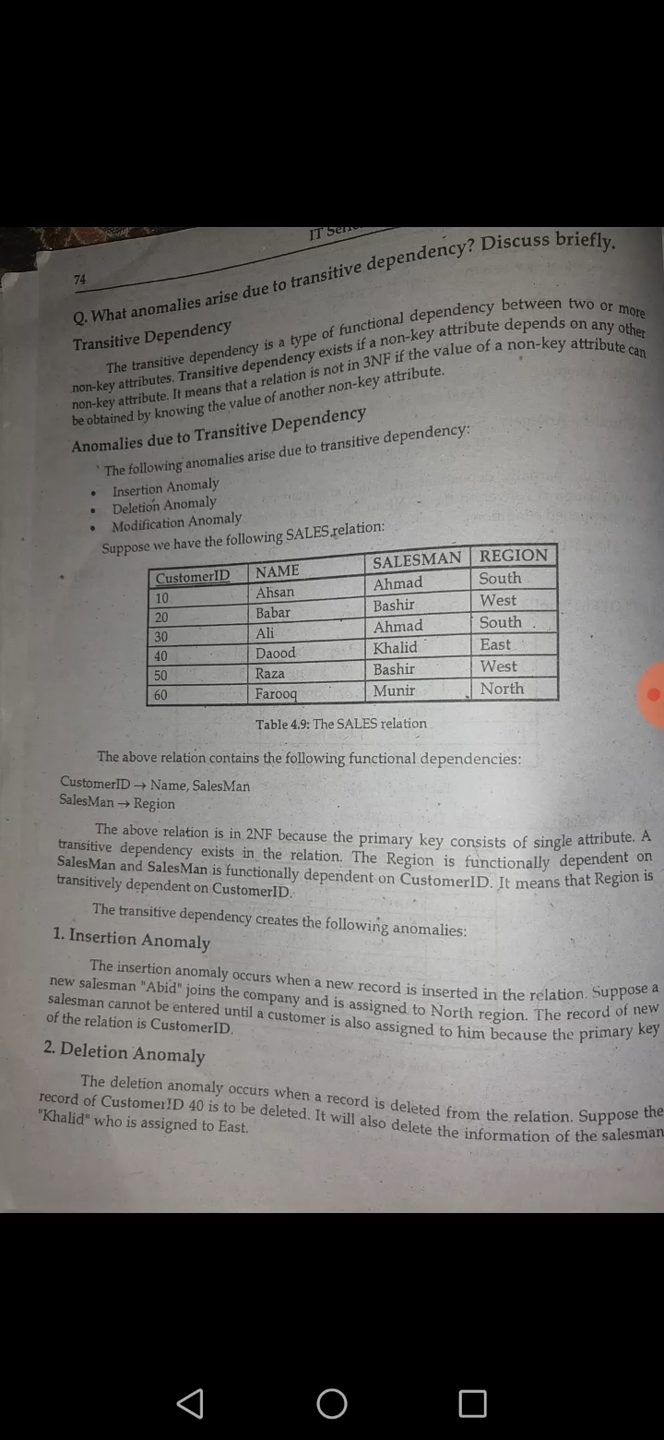 IT
74
Q. What anomalies arise due to transitive dependency? Discuss briefly.
Transitive Dependency
The transitive dependency is a type of functional dependency between two or more
non-key attributes. Transitive dependency exists if a non-key attribute depends on any other
non-key attribute. It means that a relation is not in 3NF if the value of a non-key attribute can
be obtained by knowing the value of another non-key attribute.
Anomalies due to Transitive Dependency
The following anomalies arise due to transitive dependency:
• Insertion Anomaly
• Deletion Anomaly
• Modification Anomaly
Suppose we have the following SALES relation:
CustomerID NAME SALESMAN REGION
10 Ahsan Ahmad South
20 Babar Bashir West
30 Ali Ahmad South
40 Daood Khalid East
50 Raza Bashir West
60 Farooq Munir North
Table 4.9: The SALES relation
The above relation contains the following functional dependencies:
CustomerID → Name, SalesMan
SalesMan → Region
The above relation is in 2NF because the primary key consists of single attribute. A
transitive dependency exists in the relation. The Region is functionally dependent on
SalesMan and SalesMan is functionally dependent on CustomerID. It means that Region is
transitively dependent on CustomerID.
The transitive dependency creates the following anomalies:
1. Insertion Anomaly
The insertion anomaly occurs when a new record is inserted in the relation. Suppose a
new salesman "Abid" joins the company and is assigned to North region. The record of new
salesman cannot be entered until a customer is also assigned to him because the primary key
of the relation is CustomerID.
2. Deletion Anomaly
The deletion anomaly occurs when a record is deleted from the relation. Suppose the
record of CustomerID 40 is to be deleted. It will also delete the information of the salesman
"Khalid" who is assigned to East.